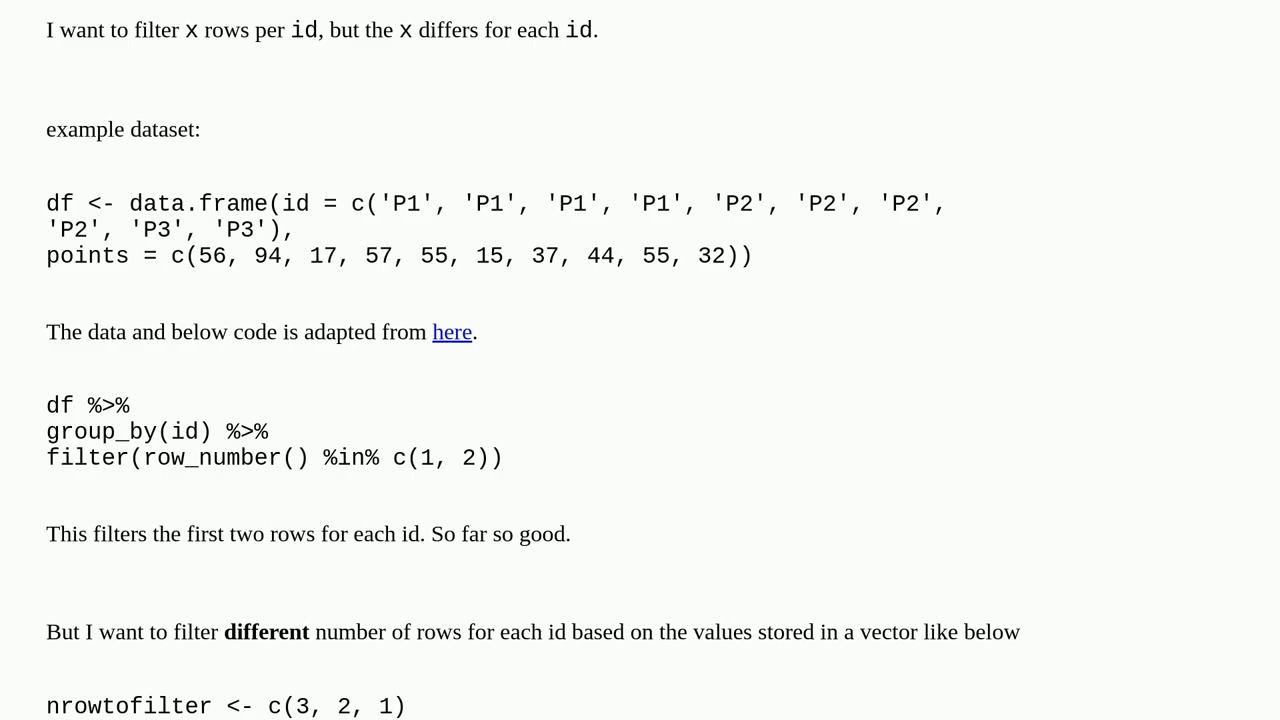 I want to filter x rows per id, but the x differs for each id.
example dataset:
df <- data.frame(id = c('P1', 'P1', 'P1', 'P1', 'P2', 'P2', 'P2',
'P2', 'P3', 'P3'),
points = c(56, 94, 17, 57, 55, 15, 37, 44, 55, 32))
The data and below code is adapted from here.
df %>%
group_by(id) %>%
filter(row_number() %in% c(1, 2))
This filters the first two rows for each id. So far so good.
But I want to filter different number of rows for each id based on the values stored in a vector like below
nrowtofilter <- c(3, 2, 1)